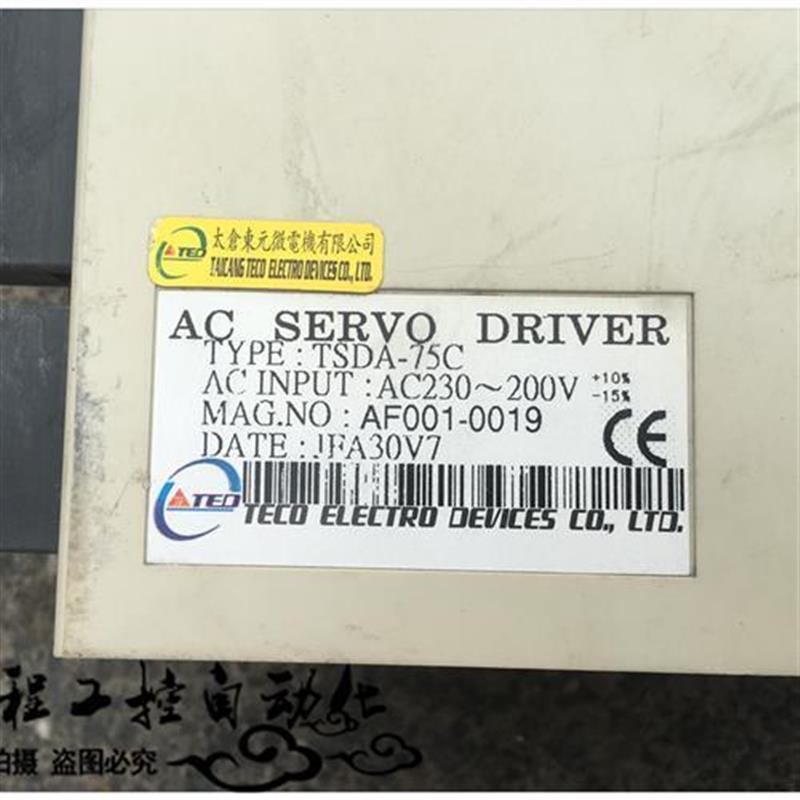 TED
太倉東元微電機有限公司
TAICANG TECO ELECTRO DEVICES CO., LTD.
AC SERVO DRIVER
TYPE : TSDA-75C
AC INPUT : AC230～200V +10% -15%
MAG.NO : AF001-0019
DATE : JFA30V7
CE
TED
TECO ELECTRO DEVICES CO., LTD.
程工控自动化
拍摄 盗图必究